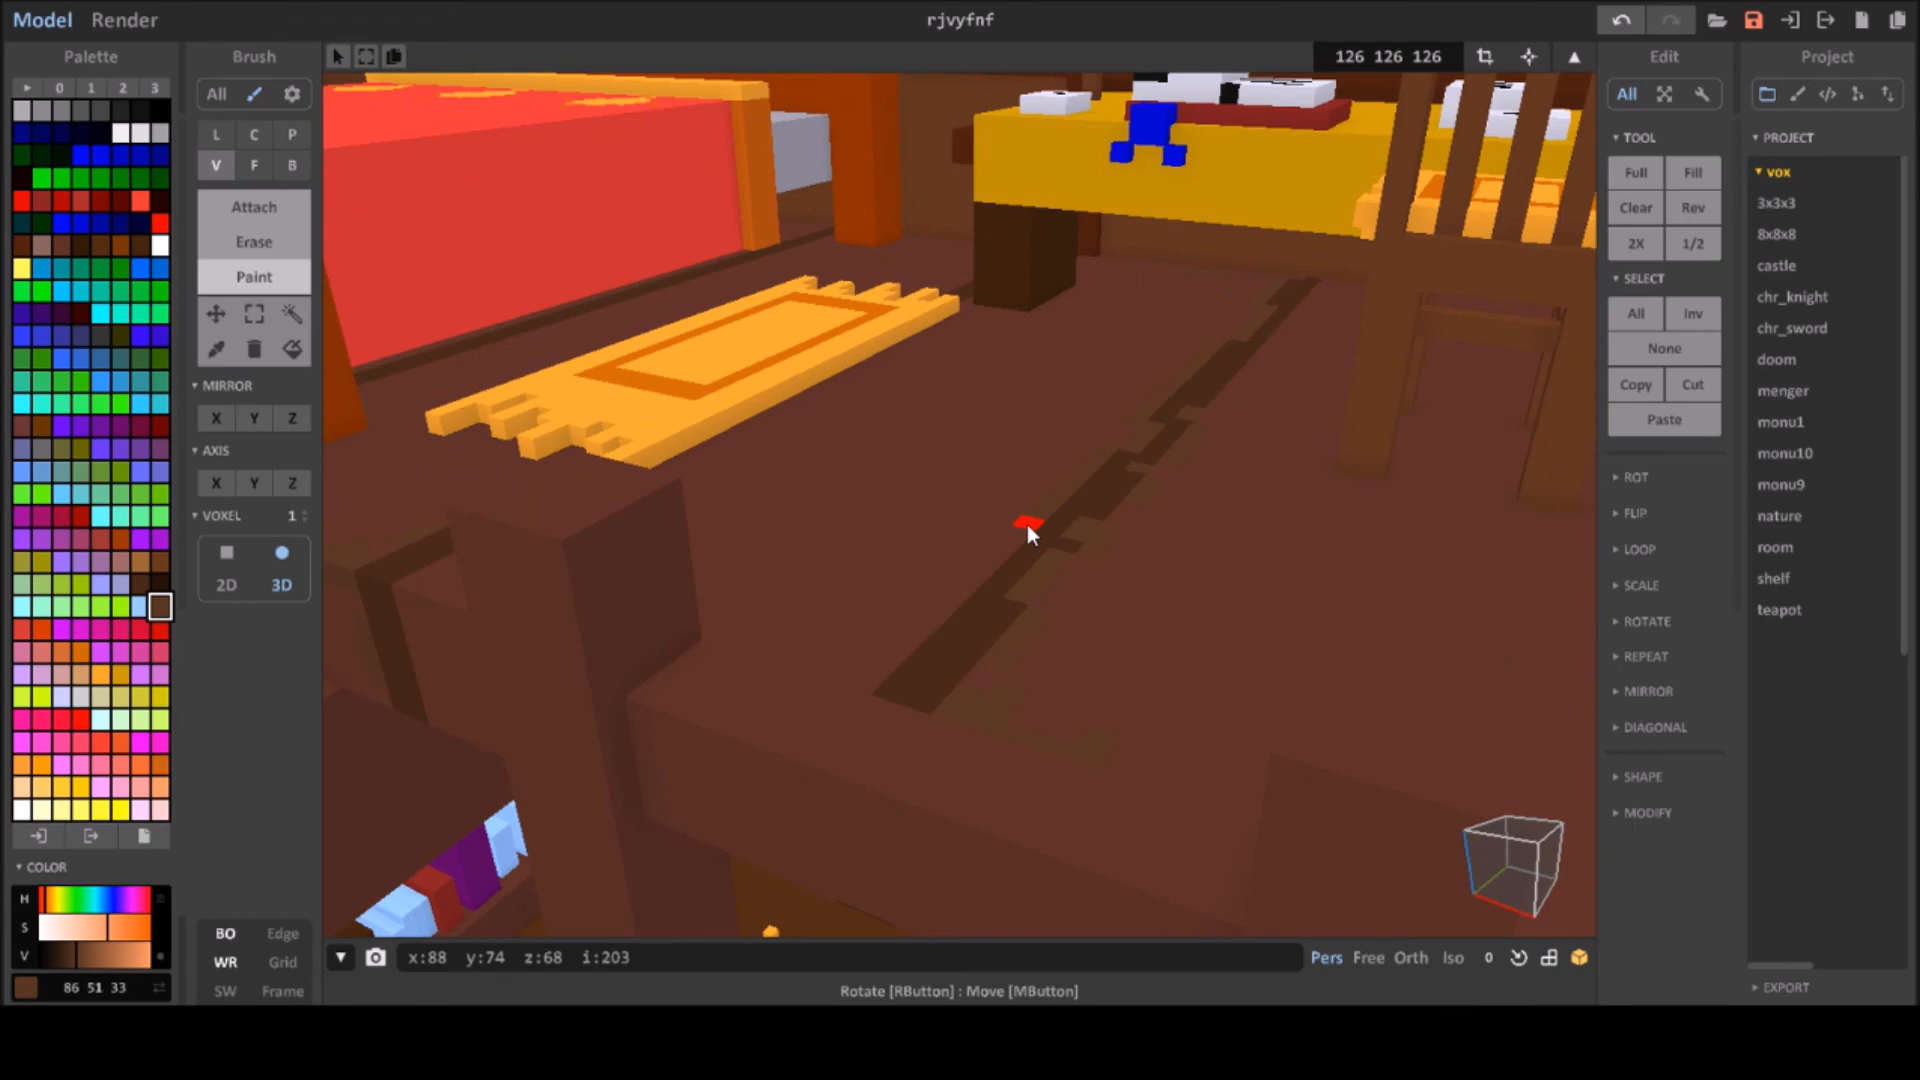 Model Render rjvyfnf
Palette Brush 126 126 126 Edit Project
0 1 2 3 All All
L C P TOOL PROJECT
V F B Full Fill vox
Attach Clear Rev 3x3x3
Erase 2X 1/2 8x8x8
Paint SELECT castle
All Inv chr_knight
None chr_sword
MIRROR Copy Cut doom
X Y Z Paste menger
AXIS ROT monu1
X Y Z FLIP monu10
VOXEL 1 LOOP monu9
2D 3D SCALE nature
ROTATE room
REPEAT shelf
MIRROR teapot
DIAGONAL
SHAPE
MODIFY
COLOR
H
S
V
86 51 33
BO Edge
WR Grid
SW Frame
x:88 y:74 z:68 i:203 Pers Free Orth Iso 0
Rotate [RButton] : Move [MButton] EXPORT